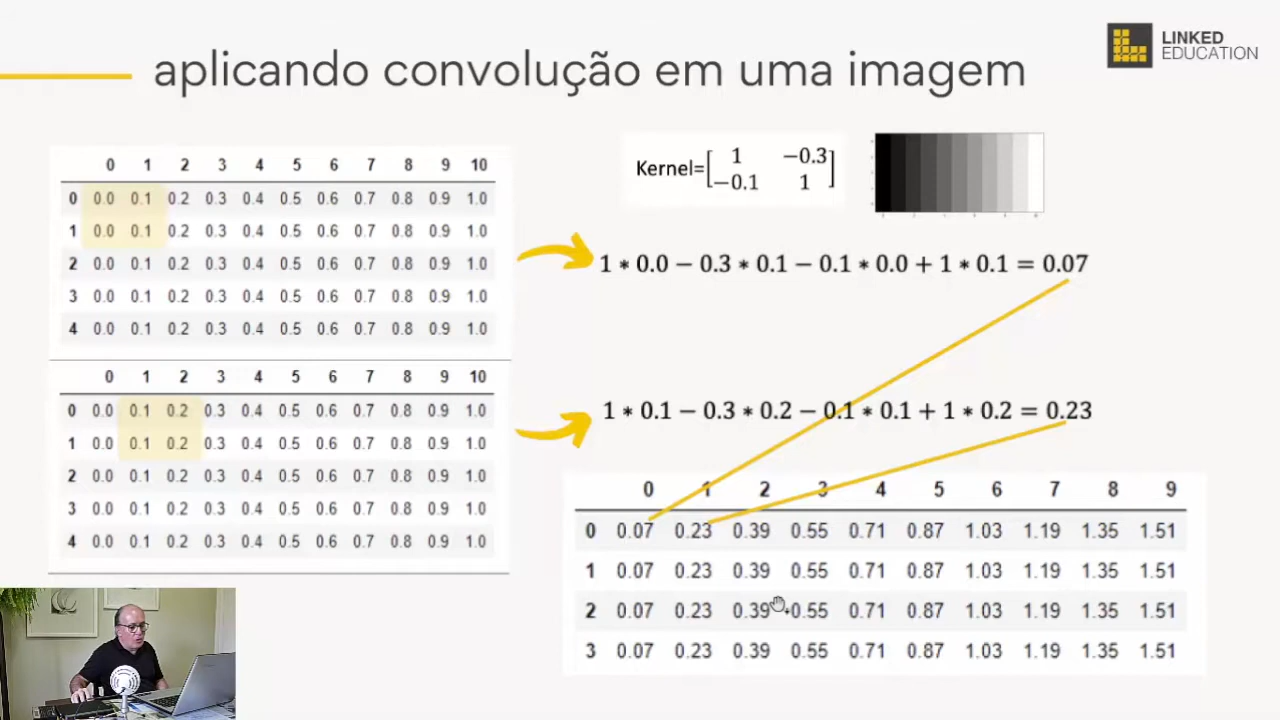 aplicando convolução em uma imagem
LINKED
EDUCATION
0 1 2 3 4 5 6 7 8 9 10
0 0.0 0.1 0.2 0.3 0.4 0.5 0.6 0.7 0.8 0.9 1.0
1 0.0 0.1 0.2 0.3 0.4 0.5 0.6 0.7 0.8 0.9 1.0
2 0.0 0.1 0.2 0.3 0.4 0.5 0.6 0.7 0.8 0.9 1.0
3 0.0 0.1 0.2 0.3 0.4 0.5 0.6 0.7 0.8 0.9 1.0
4 0.0 0.1 0.2 0.3 0.4 0.5 0.6 0.7 0.8 0.9 1.0
Kernel=[1 −0.3
−0.1 1]
1 ∗ 0.0 − 0.3 ∗ 0.1 − 0.1 ∗ 0.0 + 1 ∗ 0.1 = 0.07
0 1 2 3 4 5 6 7 8 9 10
0 0.0 0.1 0.2 0.3 0.4 0.5 0.6 0.7 0.8 0.9 1.0
1 0.0 0.1 0.2 0.3 0.4 0.5 0.6 0.7 0.8 0.9 1.0
2 0.0 0.1 0.2 0.3 0.4 0.5 0.6 0.7 0.8 0.9 1.0
3 0.0 0.1 0.2 0.3 0.4 0.5 0.6 0.7 0.8 0.9 1.0
4 0.0 0.1 0.2 0.3 0.4 0.5 0.6 0.7 0.8 0.9 1.0
1 ∗ 0.1 − 0.3 ∗ 0.2 − 0.1 ∗ 0.1 + 1 ∗ 0.2 = 0.23
0 1 2 3 4 5 6 7 8 9
0 0.07 0.23 0.39 0.55 0.71 0.87 1.03 1.19 1.35 1.51
1 0.07 0.23 0.39 0.55 0.71 0.87 1.03 1.19 1.35 1.51
2 0.07 0.23 0.39 0.55 0.71 0.87 1.03 1.19 1.35 1.51
3 0.07 0.23 0.39 0.55 0.71 0.87 1.03 1.19 1.35 1.51